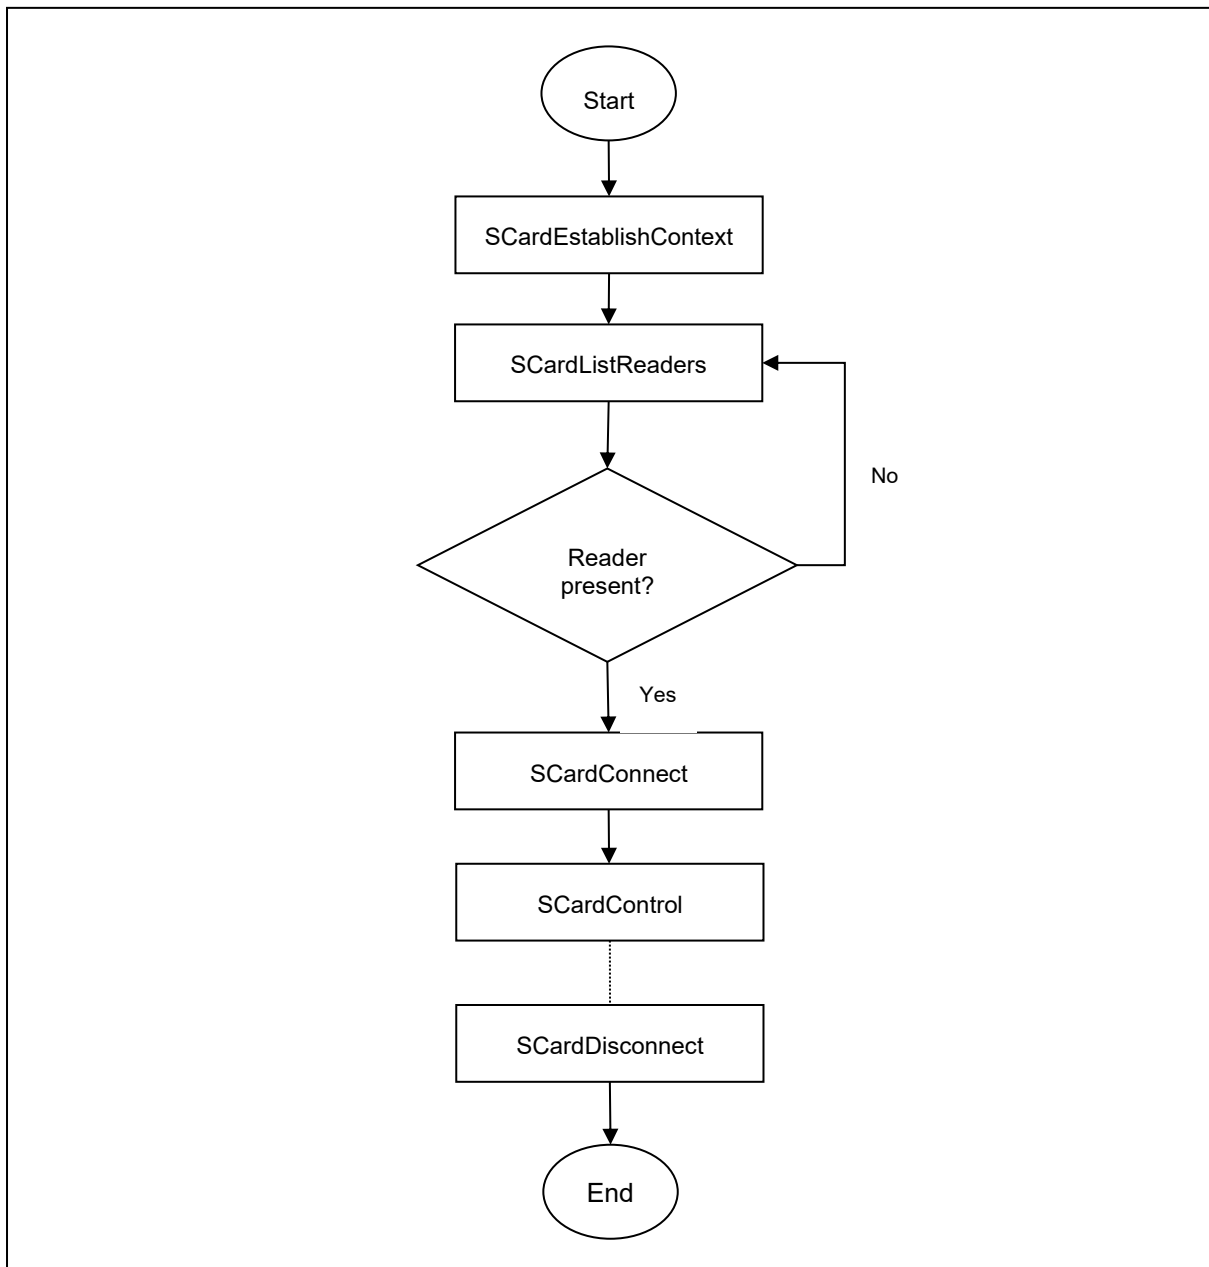 Start
SCardEstablishContext
SCardListReaders
No
Reader
present?
Yes
SCardConnect
SCardControl
SCardDisconnect
End